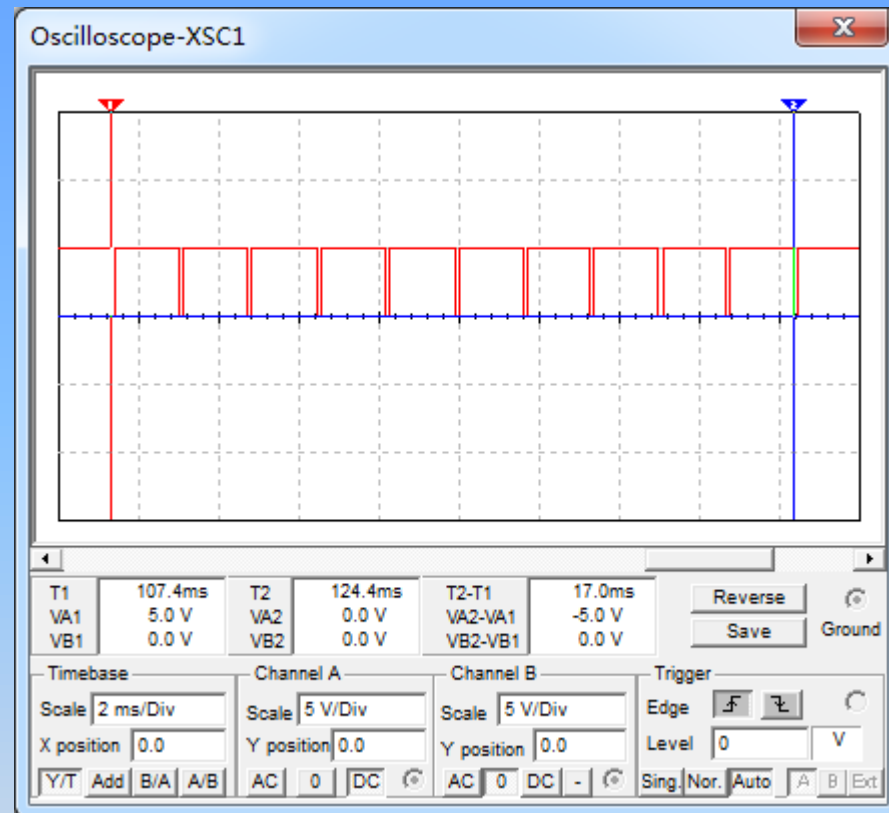 Oscilloscope-XSC1
1 2
T1 107.4ms T2 124.4ms T2-T1 17.0ms Reverse
VA1 5.0 V VA2 0.0 V VA2-VA1 -5.0 V
VB1 0.0 V VB2 0.0 V VB2-VB1 0.0 V Save Ground
Timebase Channel A Channel B Trigger
Scale 2 ms/Div Scale 5 V/Div Scale 5 V/Div Edge
X position 0.0 Y position 0.0 Y position 0.0 Level 0 V
Y/T Add B/A A/B AC 0 DC AC 0 DC - Sing. Nor. Auto A B Ext